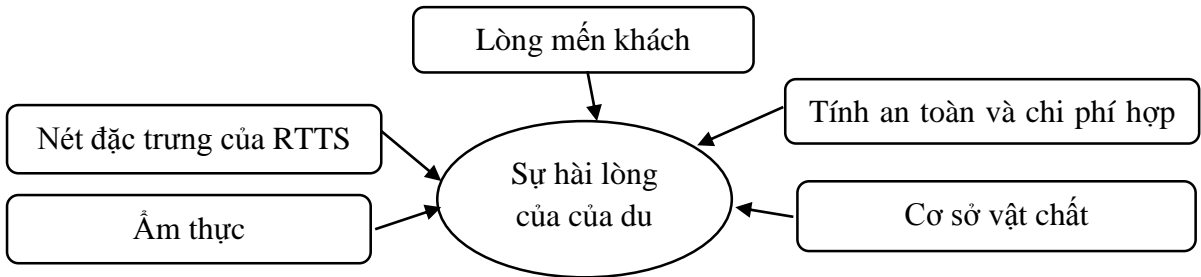 Lòng mến khách
Nét đặc trưng của RTTS
Tính an toàn và chi phí hợp
Sự hài lòng
của của du
Ẩm thực
Cơ sở vật chất